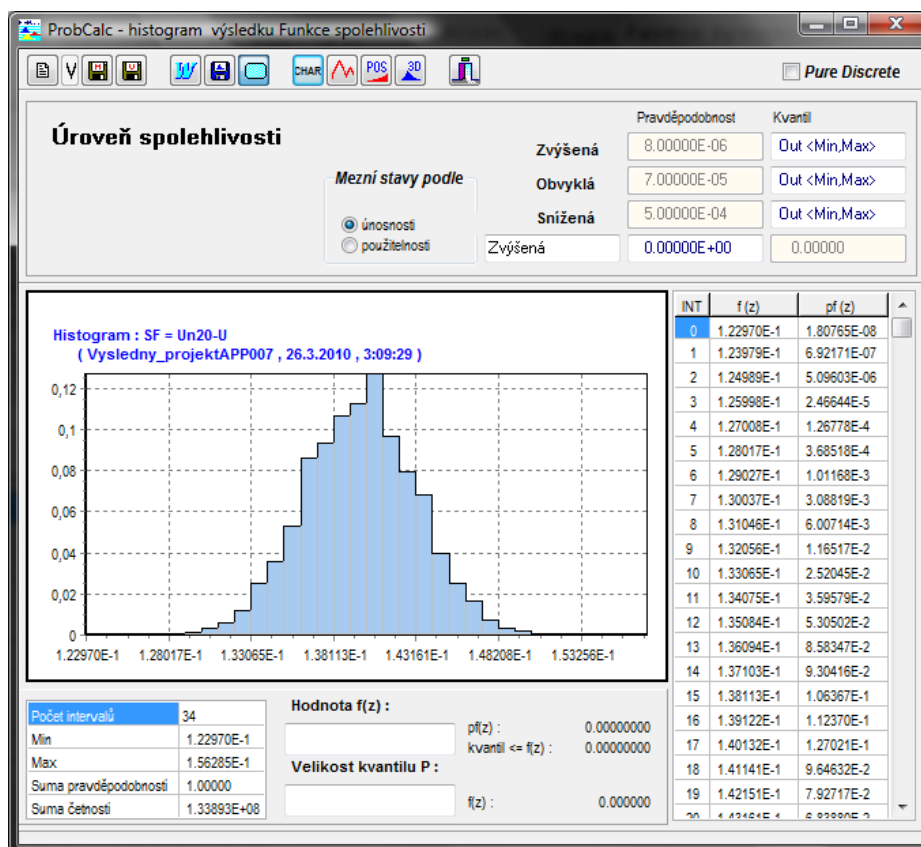 ProbCalc - histogram výsledku Funkce spolehlivosti
V
W
CHAR
POS
3D
Pure Discrete
Úroveň spolehlivosti
Pravděpodobnost Kvantil
Zvýšená 8.00000E-06 Out <Min,Max>
Mezní stavy podle
Obvyklá 7.00000E-05 Out <Min,Max>
Snížená 5.00000E-04 Out <Min,Max>
únosnosti
použitelnosti
Zvýšená 0.00000E+00 0.00000
Histogram : SF = Un20-U
( Vysledny_projektAPP007 , 26.3.2010 , 3:09:29 )
0,12
0,1
0,08
0,06
0,04
0,02
0
1.22970E-1 1.28017E-1 1.33065E-1 1.38113E-1 1.43161E-1 1.48208E-1 1.53256E-1
INT f (z) pf (z)
0 1.22970E-1 1.80765E-08
1 1.23979E-1 6.92171E-07
2 1.24989E-1 5.09603E-06
3 1.25998E-1 2.46644E-5
4 1.27008E-1 1.26778E-4
5 1.28017E-1 3.68518E-4
6 1.29027E-1 1.01168E-3
7 1.30037E-1 3.08819E-3
8 1.31046E-1 6.00714E-3
9 1.32056E-1 1.16517E-2
10 1.33065E-1 2.52045E-2
11 1.34075E-1 3.59579E-2
12 1.35084E-1 5.30502E-2
13 1.36094E-1 8.58347E-2
14 1.37103E-1 9.30416E-2
15 1.38113E-1 1.06367E-1
16 1.39122E-1 1.12370E-1
17 1.40132E-1 1.27021E-1
18 1.41141E-1 9.64632E-2
19 1.42151E-1 7.92717E-2
20 1.43161E-1 6.83880E-2
Počet intervalů 34
Min 1.22970E-1
Max 1.56285E-1
Suma pravděpodobnosti 1.00000
Suma četností 1.33893E+08
Hodnota f(z) :
pf(z) : 0.00000000
kvantil <= f(z) : 0.00000000
Velikost kvantilu P :
f(z) : 0.000000